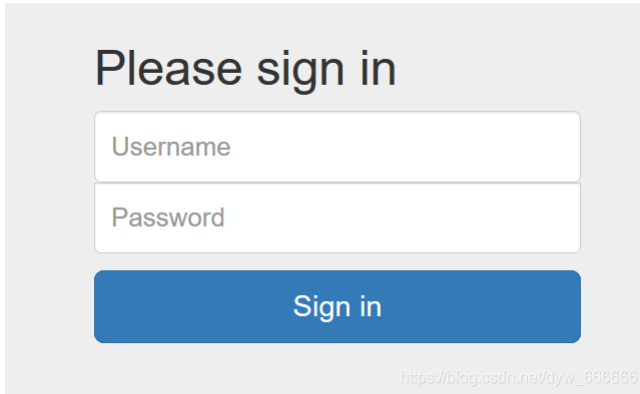 Please sign in
Username
Password
Sign in
https://blog.csdn.net/dyw_666666